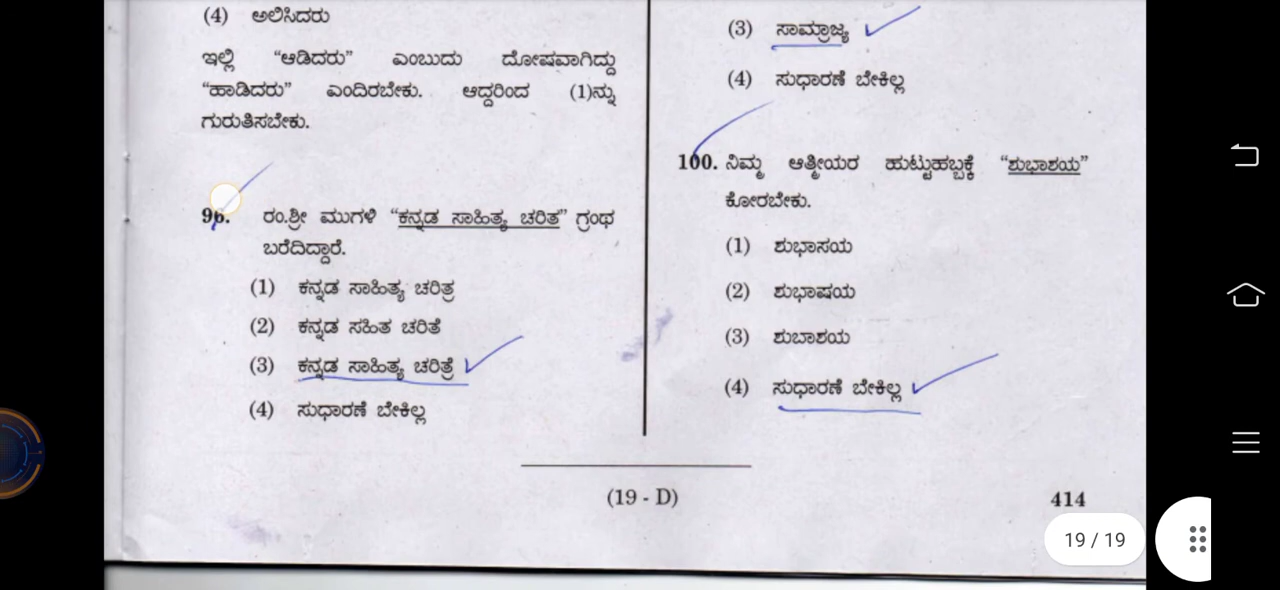 (4) ಅಲಿಸಿದರು
ಇಲ್ಲಿ “ಆಡಿದರು” ಎಂಬುದು ದೋಷವಾಗಿದ್ದು
“ಹಾಡಿದರು” ಎಂದಿರಬೇಕು. ಆದ್ದರಿಂದ (1)ನ್ನು
ಗುರುತಿಸಬೇಕು.
96. ರಂ.ಶ್ರೀ ಮುಗಳಿ “ಕನ್ನಡ ಸಾಹಿತ್ಯ ಚರಿತ” ಗ್ರಂಥ
ಬರೆದಿದ್ದಾರೆ.
(1) ಕನ್ನಡ ಸಾಹಿತ್ಯ ಚರಿತ್ರ
(2) ಕನ್ನಡ ಸಹಿತ ಚರಿತೆ
(3) ಕನ್ನಡ ಸಾಹಿತ್ಯ ಚರಿತ್ರೆ
(4) ಸುಧಾರಣೆ ಬೇಕಿಲ್ಲ
(3) ಸಾಮ್ರಾಜ್ಯ
(4) ಸುಧಾರಣೆ ಬೇಕಿಲ್ಲ
100. ನಿಮ್ಮ ಆತ್ಮೀಯರ ಹುಟ್ಟುಹಬ್ಬಕ್ಕೆ “ಶುಭಾಶಯ”
ಕೋರಬೇಕು.
(1) ಶುಭಾಸಯ
(2) ಶುಭಾಷಯ
(3) ಶುಬಾಶಯ
(4) ಸುಧಾರಣೆ ಬೇಕಿಲ್ಲ
(19 - D)
414
19 / 19